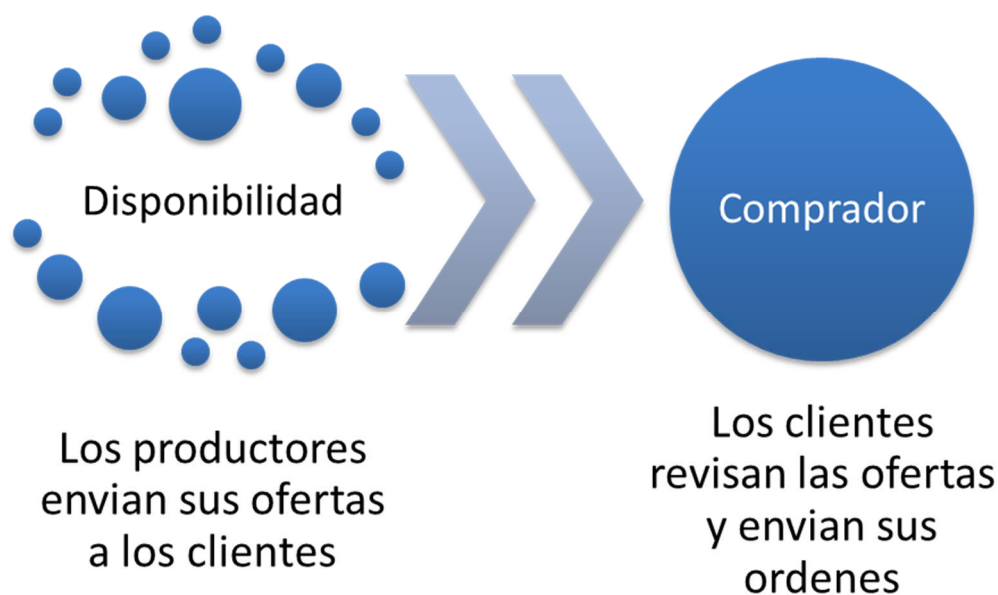 Disponibilidad
Comprador
Los productores
envian sus ofertas
a los clientes
Los clientes
revisan las ofertas
y envian sus
ordenes